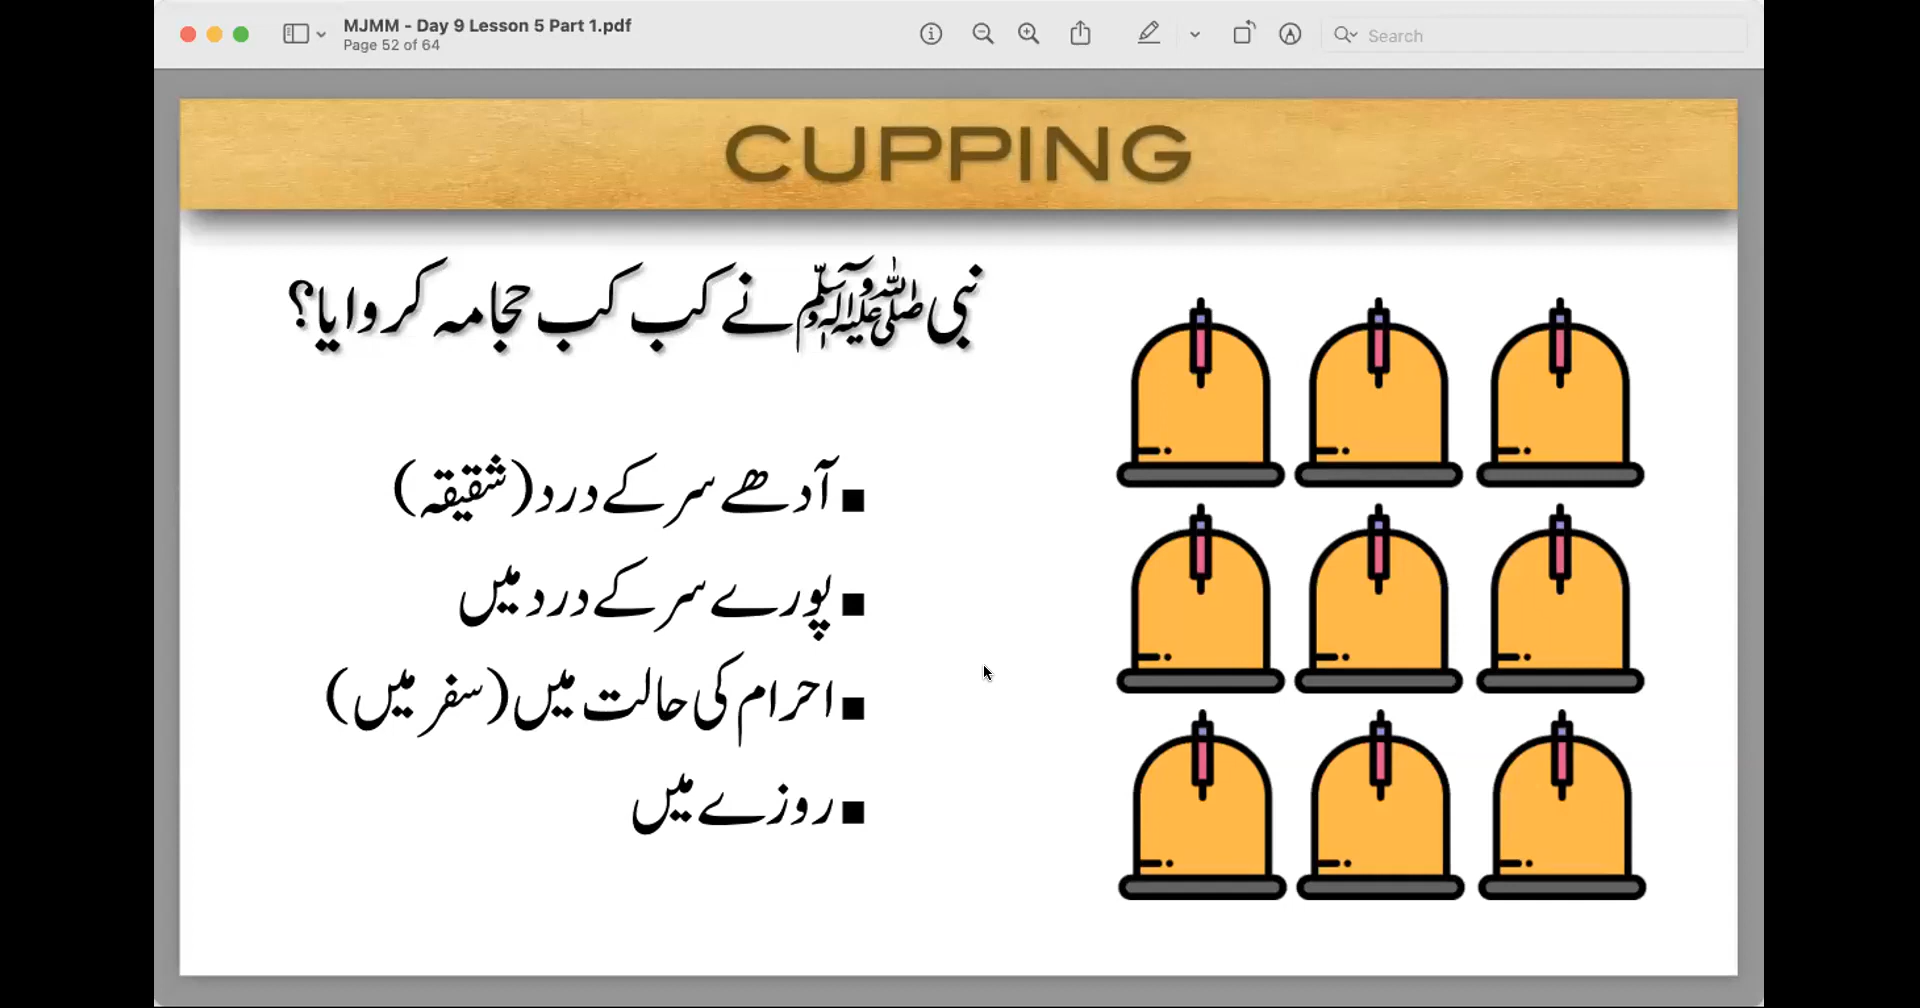 MJMM - Day 9 Lesson 5 Part 1.pdf
Page 52 of 64
Search
CUPPING
نبی ﷺ نے کب کب حجامہ کروایا؟
▪ آدھے سر کے درد (شقیقہ)
▪ پورے سر کے درد میں
▪ احرام کی حالت میں (سفر میں)
▪ روزے میں